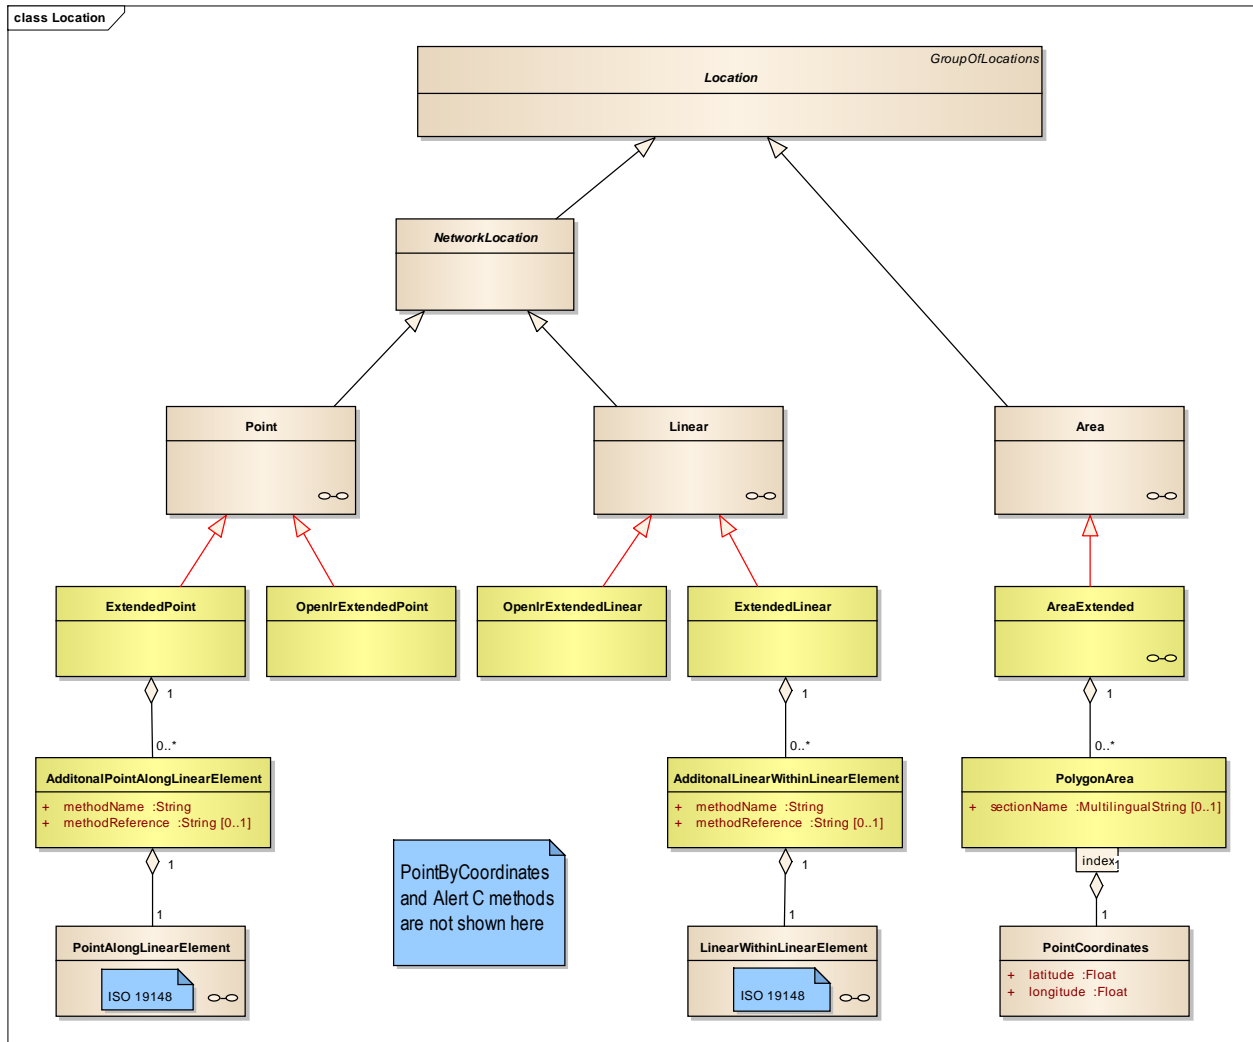 class Location
GroupOfLocations
Location
NetworkLocation
Point
Linear
Area
ExtendedPoint
OpenlrExtendedPoint
OpenlrExtendedLinear
ExtendedLinear
AreaExtended
1
1
1
0..*
0..*
0..*
AdditonalPointAlongLinearElement
+ methodName :String
+ methodReference :String [0..1]
AdditonalLinearWithinLinearElement
+ methodName :String
+ methodReference :String [0..1]
PolygonArea
+ sectionName :MultilingualString [0..1]
PointByCoordinates
and Alert C methods
are not shown here
1
1
index
1
1
1
1
PointAlongLinearElement
ISO 19148
LinearWithinLinearElement
ISO 19148
PointCoordinates
+ latitude :Float
+ longitude :Float